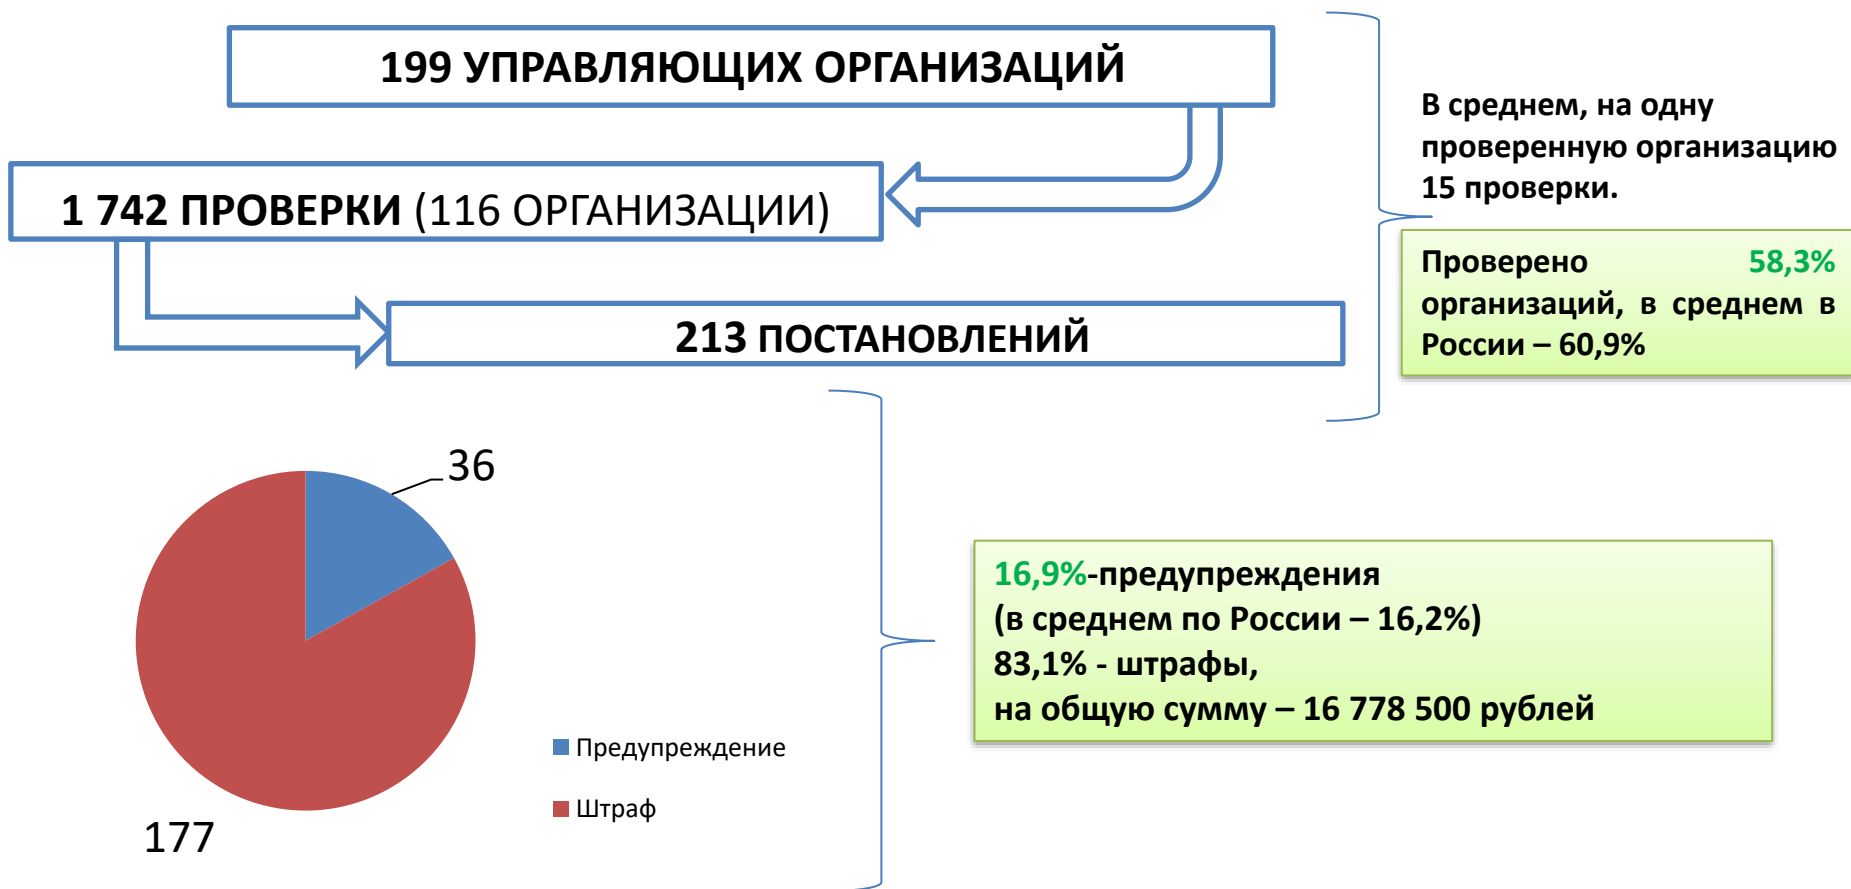 199 УПРАВЛЯЮЩИХ ОРГАНИЗАЦИЙ
1 742 ПРОВЕРКИ (116 ОРГАНИЗАЦИИ)
213 ПОСТАНОВЛЕНИЙ
В среднем, на одну
проверенную организацию
15 проверки.
Проверено 58,3%
организаций, в среднем в
России – 60,9%
36
177
Предупреждение
Штраф
16,9%-предупреждения
(в среднем по России – 16,2%)
83,1% - штрафы,
на общую сумму – 16 778 500 рублей